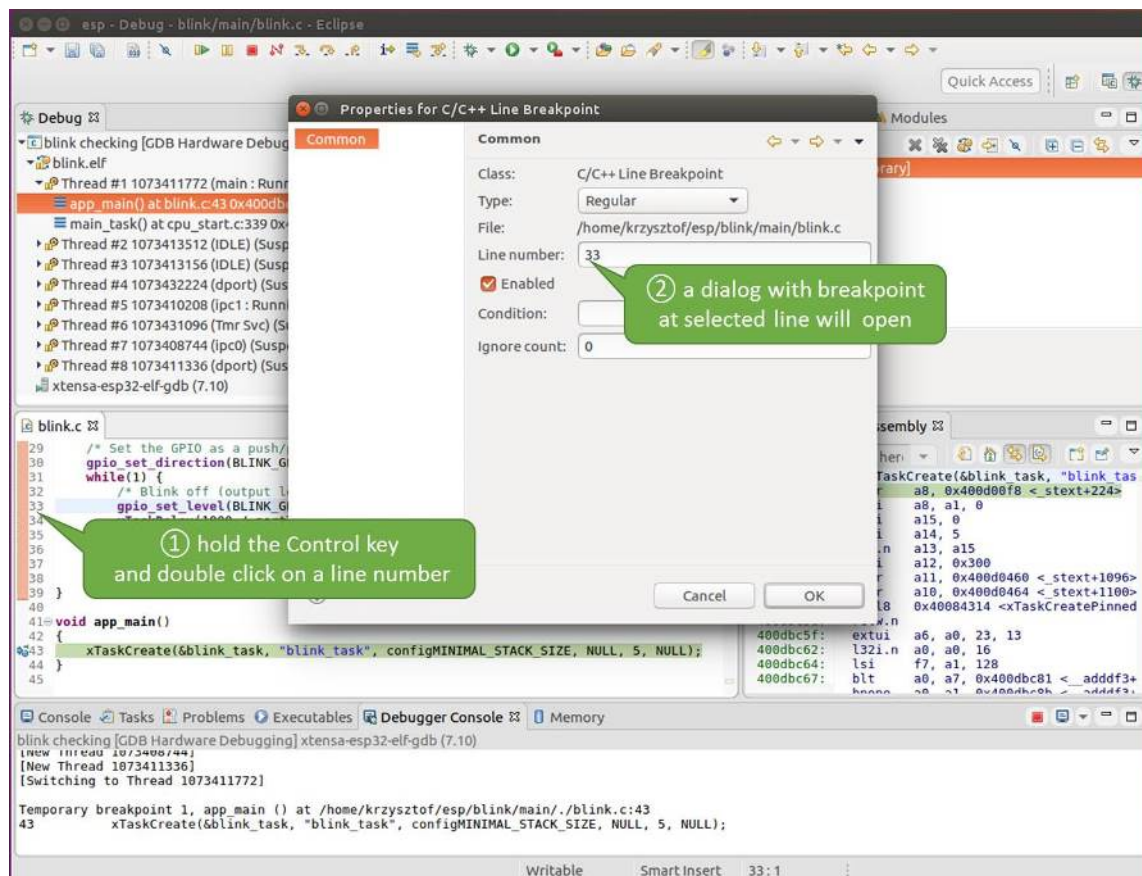 esp - Debug - blink/main/blink.c - Eclipse
Quick Access
Debug
blink checking [GDB Hardware Debug
blink.elf
Thread #1 1073411772 (main : Runn
app_main() at blink.c:43 0x400db
main_task() at cpu_start.c:339 0x4
Thread #2 1073413512 (IDLE) (Susp
Thread #3 1073413156 (IDLE) (Susp
Thread #4 1073432224 (dport) (Sus
Thread #5 1073410208 (ipc1 : Runni
Thread #6 1073431096 (Tmr Svc) (S
Thread #7 1073408744 (ipc0) (Susp
Thread #8 1073411336 (dport) (Sus
xtensa-esp32-elf-gdb (7.10)
Properties for C/C++ Line Breakpoint
Common
Common
Class: C/C++ Line Breakpoint
Type: Regular
File: /home/krzysztof/esp/blink/main/blink.c
Line number: 33
Enabled
Condition:
Ignore count: 0
② a dialog with breakpoint
at selected line will open
Cancel OK
Modules
rary]
blink.c
29 /* Set the GPIO as a push/
30 gpio_set_direction(BLINK_G
31 while(1) {
32 /* Blink off (output l
33 gpio_set_level(BLINK_G
34
35
36
37
38
39 }
40
41 void app_main()
42 {
43 xTaskCreate(&blink_task, "blink_task", configMINIMAL_STACK_SIZE, NULL, 5, NULL);
44 }
45
① hold the Control key
and double click on a line number
sembly
her
TaskCreate(&blink_task, "blink_tas
r a8, 0x400d00f8 <_stext+224>
i a8, a1, 0
i a15, 0
i a14, 5
.n a13, a15
i a12, 0x300
r a11, 0x400d0460 <_stext+1096>
r a10, 0x400d0464 <_stext+1100>
l8 0x40084314 <xTaskCreatePinned
w.n
400dbc5f: extui a6, a0, 23, 13
400dbc62: l32i.n a0, a0, 16
400dbc64: lsi f7, a1, 128
400dbc67: blt a0, a7, 0x400dbc81 <__adddf3+
Console Tasks Problems Executables Debugger Console Memory
blink checking [GDB Hardware Debugging] xtensa-esp32-elf-gdb (7.10)
[New Thread 1073408744]
[New Thread 1073411336]
[Switching to Thread 1073411772]
Temporary breakpoint 1, app_main () at /home/krzysztof/esp/blink/main/./blink.c:43
43 xTaskCreate(&blink_task, "blink_task", configMINIMAL_STACK_SIZE, NULL, 5, NULL);
Writable Smart Insert 33 : 1